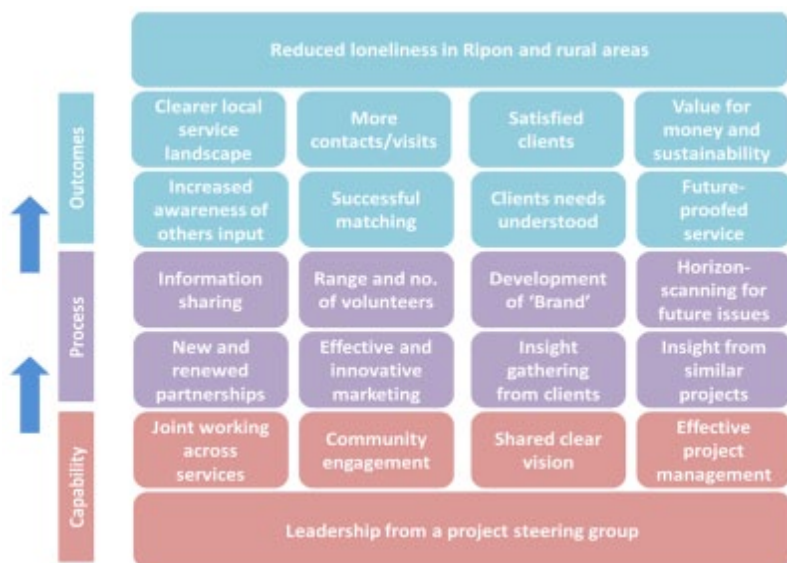 Reduced loneliness in Ripon and rural areas
Outcomes
Clearer local
service
landscape
More
contacts/visits
Satisfied
clients
Value for
money and
sustainability
Increased
awareness of
others input
Successful
matching
Clients needs
understood
Future-
proofed
service
Process
Information
sharing
Range and no.
of volunteers
Development
of ‘Brand’
Horizon-
scanning for
future issues
New and
renewed
partnerships
Effective and
innovative
marketing
Insight
gathering
from clients
Insight from
similar
projects
Capability
Joint working
across
services
Community
engagement
Shared clear
vision
Effective
project
management
Leadership from a project steering group